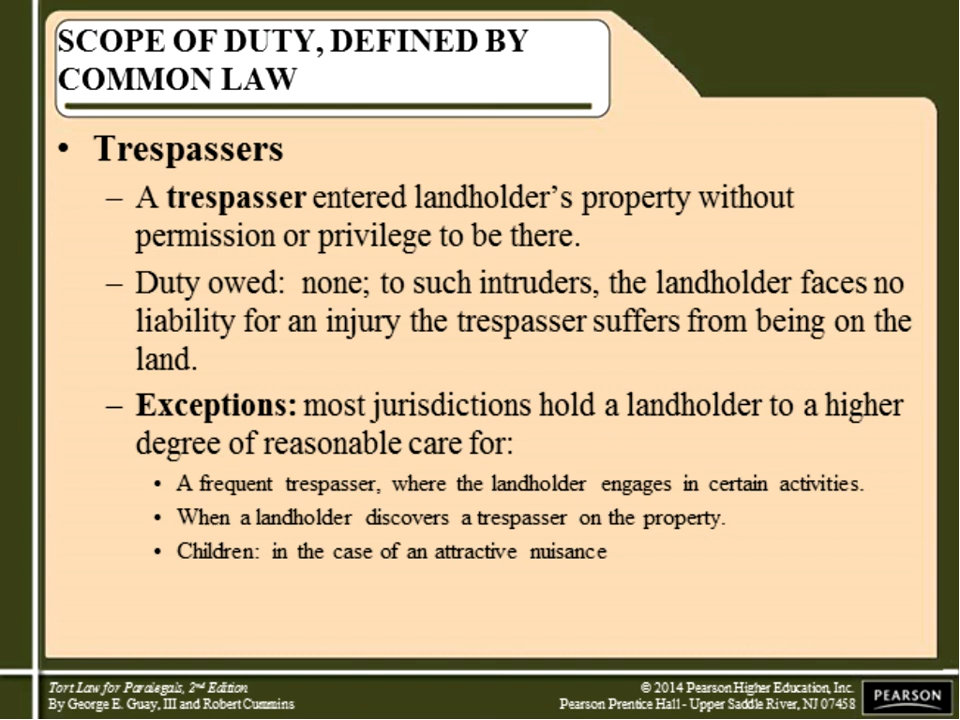 SCOPE OF DUTY, DEFINED BY
COMMON LAW
• Trespassers
– A trespasser entered landholder’s property without
permission or privilege to be there.
– Duty owed: none; to such intruders, the landholder faces no
liability for an injury the trespasser suffers from being on the
land.
– Exceptions: most jurisdictions hold a landholder to a higher
degree of reasonable care for:
• A frequent trespasser, where the landholder engages in certain activities.
• When a landholder discovers a trespasser on the property.
• Children: in the case of an attractive nuisance
Tort Law for Paralegals, 2nd Edition
By George E. Guay, III and Robert Cummins
© 2014 Pearson Higher Education, Inc.
Pearson Prentice Hall - Upper Saddle River, NJ 07458
PEARSON